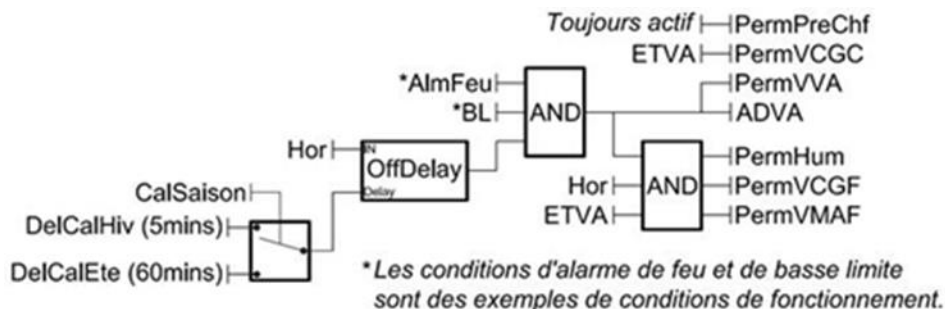 Toujours actif PermPreChf
ETVA PermVCGC
*AlmFeu PermVVA
*BL AND ADVA
Hor IN OffDelay PermHum
Delay Hor AND PermVCGF
CalSaison ETVA PermVMAF
DelCalHiv (5mins)
DelCalEte (60mins)
*Les conditions d'alarme de feu et de basse limite
sont des exemples de conditions de fonctionnement.